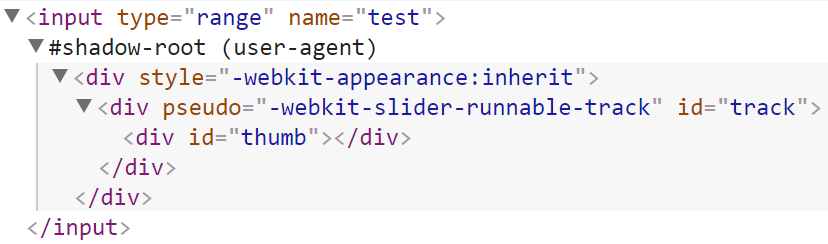 <input type="range" name="test">
#shadow-root (user-agent)
<div style="-webkit-appearance:inherit">
<div pseudo="-webkit-slider-runnable-track" id="track">
<div id="thumb"></div>
</div>
</div>
</input>